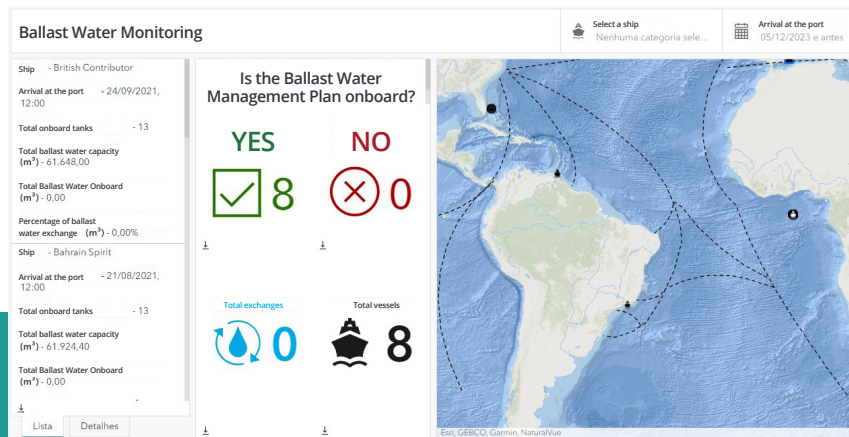 Ballast Water Monitoring
Select a ship
Nenhuma categoria sele...
Arrival at the port
05/12/2023 e antes
Ship - British Contributor
Arrival at the port - 24/09/2021,
12:00
Total onboard tanks - 13
Total ballast water capacity
(m³) - 61.648,00
Total Ballast Water Onboard
(m³) - 0,00
Percentage of ballast
water exchange (m³) - 0,00%
Ship - Bahrain Spirit
Arrival at the port - 21/08/2021,
12:00
Total onboard tanks - 13
Total ballast water capacity
(m³) - 61.924,40
Total Ballast Water Onboard
(m³) - 0,00
Lista
Detalhes
Is the Ballast Water
Management Plan onboard?
YES
NO
8
0
Total exchanges
Total vessels
0
8
Esri, GEBCO, Garmin, NaturalVue